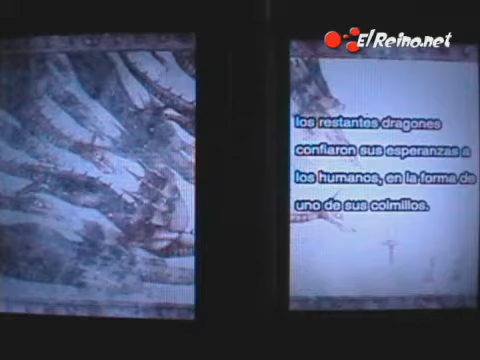 ElReino.net
los restantes dragones
confiaron sus esperanzas a
los humanos, en la forma de
uno de sus colmillos.